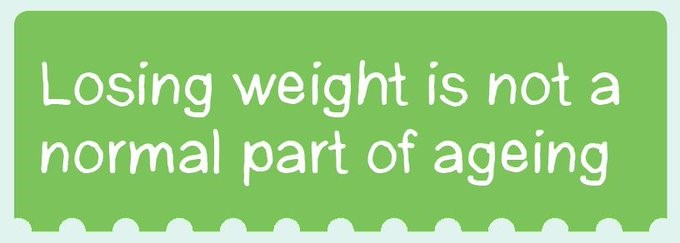 Losing weight is not a
normal part of ageing